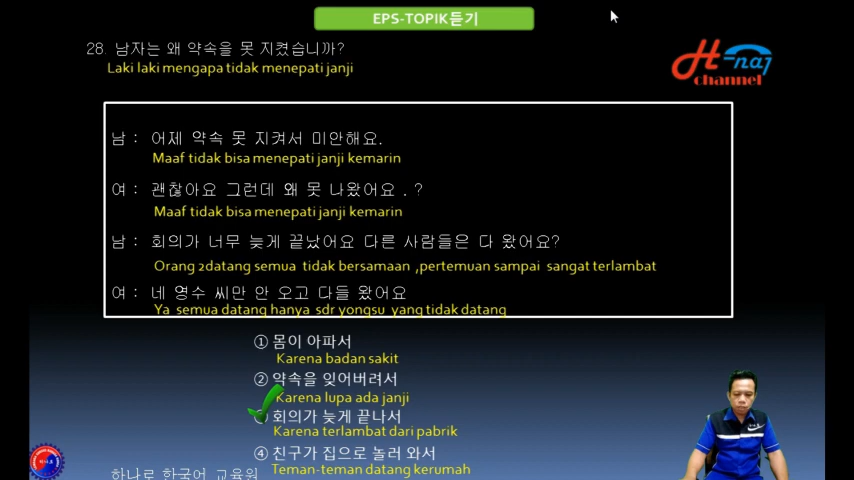 EPS-TOPIK듣기
28. 남자는 왜 약속을 못 지켰습니까?
Laki laki mengapa tidak menepati janji
H-naj
channel
남 : 어제 약속 못 지켜서 미안해요.
Maaf tidak bisa menepati janji kemarin
여 : 괜찮아요 그런데 왜 못 나왔어요 . ?
Maaf tidak bisa menepati janji kemarin
남 : 회의가 너무 늦게 끝났어요 다른 사람들은 다 왔어요?
Orang 2datang semua tidak bersamaan ,pertemuan sampai sangat terlambat
여 : 네 영수 씨만 안 오고 다들 왔어요
Ya semua datang hanya sdr yongsu yang tidak datang
① 몸이 아파서
Karena badan sakit
② 약속을 잊어버려서
Karena lupa ada janji
회의가 늦게 끝나서
Karena terlambat dari pabrik
④ 친구가 집으로 놀러 와서
Teman-teman datang kerumah
하나로 한국어 교육원